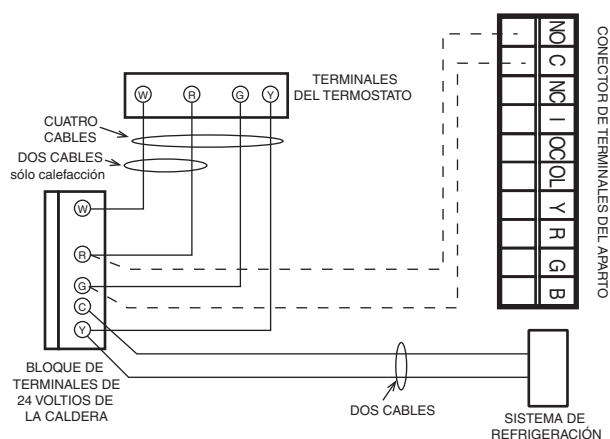 TERMINALES
DEL TERMOSTATO
W R G Y
CUATRO
CABLES
DOS CABLES
sólo calefacción
W
R
G
C
Y
BLOQUE DE
TERMINALES DE
24 VOLTIOS DE
LA CALDERA
DOS CABLES
SISTEMA DE
REFRIGERACIÓN
CONECTOR DE TERMINALES DEL APARTO
NO
C
NC
I
OC
OL
Y
R
G
B